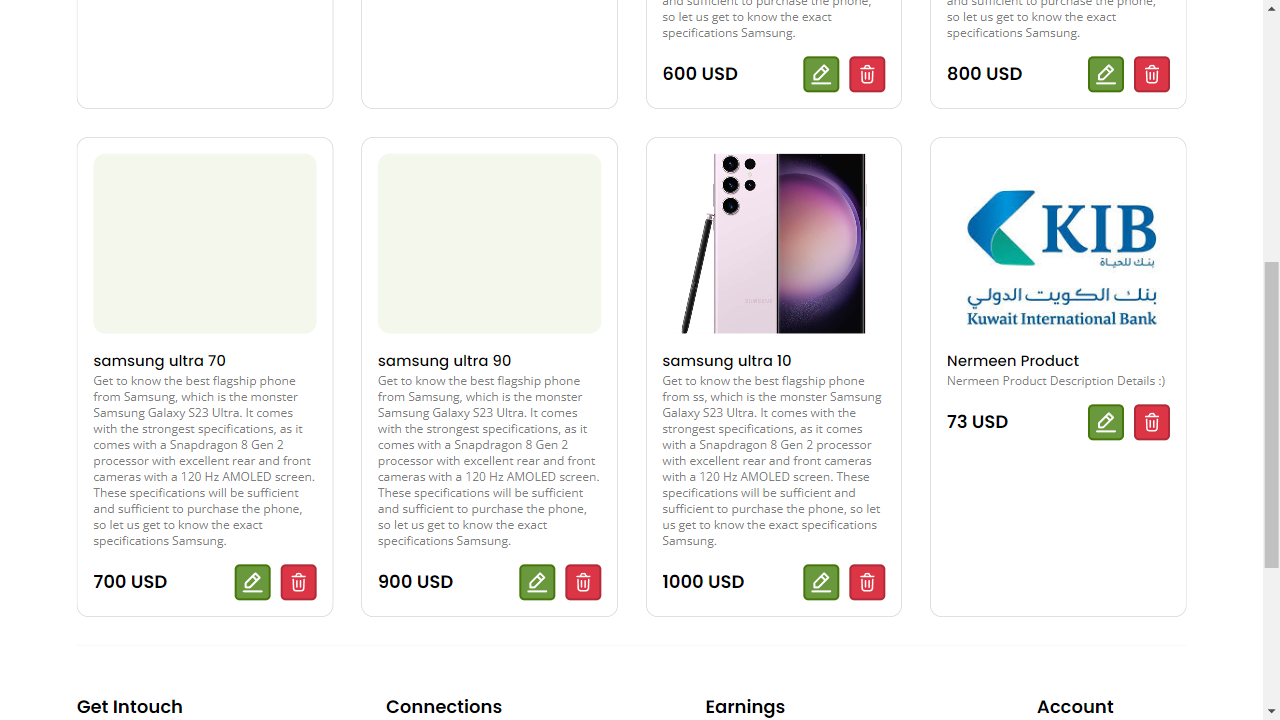 and sufficient to purchase the phone,
so let us get to know the exact
specifications Samsung.
600 USD
and sufficient to purchase the phone,
so let us get to know the exact
specifications Samsung.
800 USD
samsung ultra 70
Get to know the best flagship phone
from Samsung, which is the monster
Samsung Galaxy S23 Ultra. It comes
with the strongest specifications, as it
comes with a Snapdragon 8 Gen 2
processor with excellent rear and front
cameras with a 120 Hz AMOLED screen.
These specifications will be sufficient
and sufficient to purchase the phone,
so let us get to know the exact
specifications Samsung.
700 USD
samsung ultra 90
Get to know the best flagship phone
from Samsung, which is the monster
Samsung Galaxy S23 Ultra. It comes
with the strongest specifications, as it
comes with a Snapdragon 8 Gen 2
processor with excellent rear and front
cameras with a 120 Hz AMOLED screen.
These specifications will be sufficient
and sufficient to purchase the phone,
so let us get to know the exact
specifications Samsung.
900 USD
samsung ultra 10
Get to know the best flagship phone
from ss, which is the monster Samsung
Galaxy S23 Ultra. It comes with the
strongest specifications, as it comes
with a Snapdragon 8 Gen 2 processor
with excellent rear and front cameras
with a 120 Hz AMOLED screen. These
specifications will be sufficient and
sufficient to purchase the phone, so let
us get to know the exact specifications
Samsung.
1000 USD
KIB
بنك للحياة
بنك الكويت الدولي
Kuwait International Bank
Nermeen Product
Nermeen Product Description Details :)
73 USD
Get Intouch
Connections
Earnings
Account